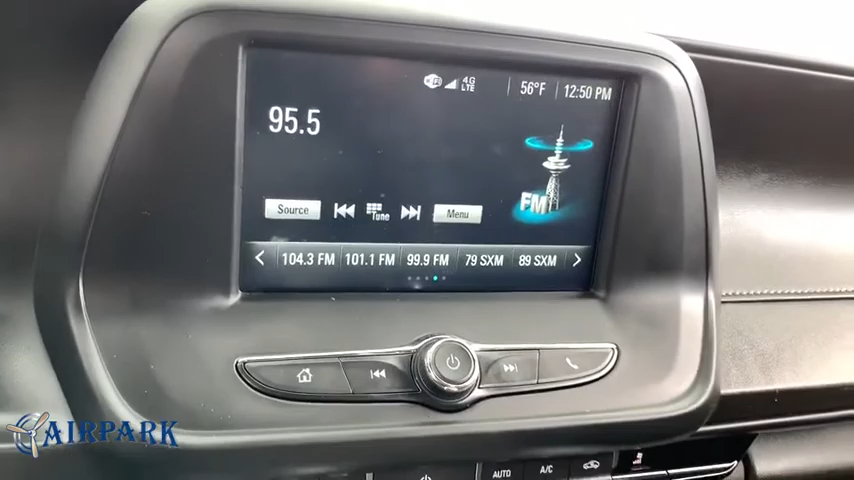 4G LTE 56°F 12:50 PM
95.5
FM
Source Tune Menu
104.3 FM 101.1 FM 99.9 FM 79 SXM 89 SXM
AIRPARK
AUTO A/C